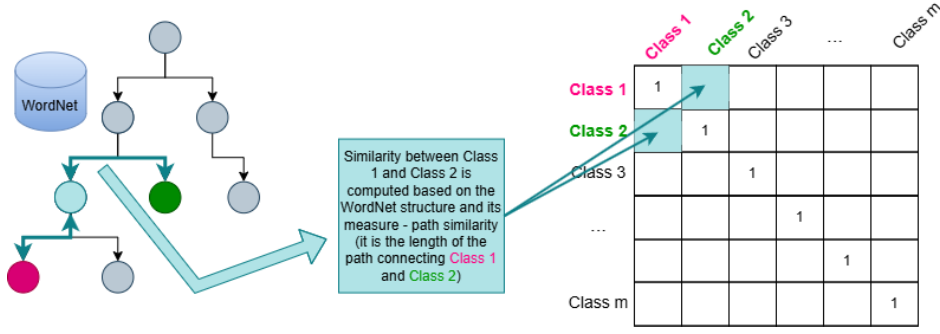 WordNet
Similarity between Class
1 and Class 2 is
computed based on the
WordNet structure and its
measure - path similarity
(it is the length of the
path connecting Class 1
and Class 2)
Class 1
Class 2
Class 3
...
Class m
Class 1
1
Class 2
1
Class 3
1
...
1
1
Class m
1